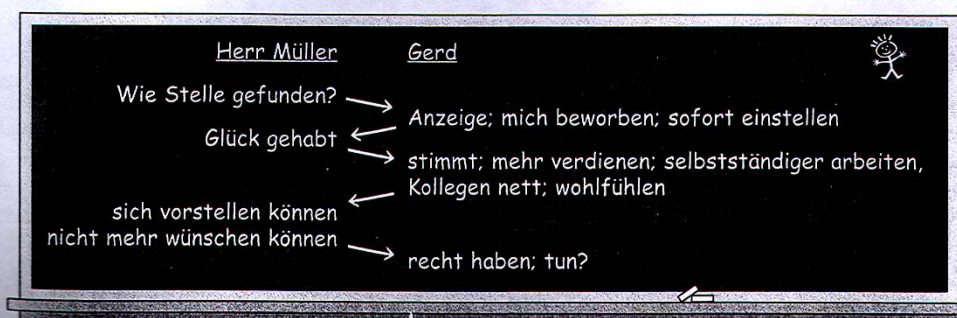 Herr Müller Gerd
Wie Stelle gefunden?
Anzeige; mich beworben; sofort einstellen
Glück gehabt
stimmt; mehr verdienen; selbstständiger arbeiten,
Kollegen nett; wohlfühlen
sich vorstellen können
nicht mehr wünschen können
recht haben; tun?